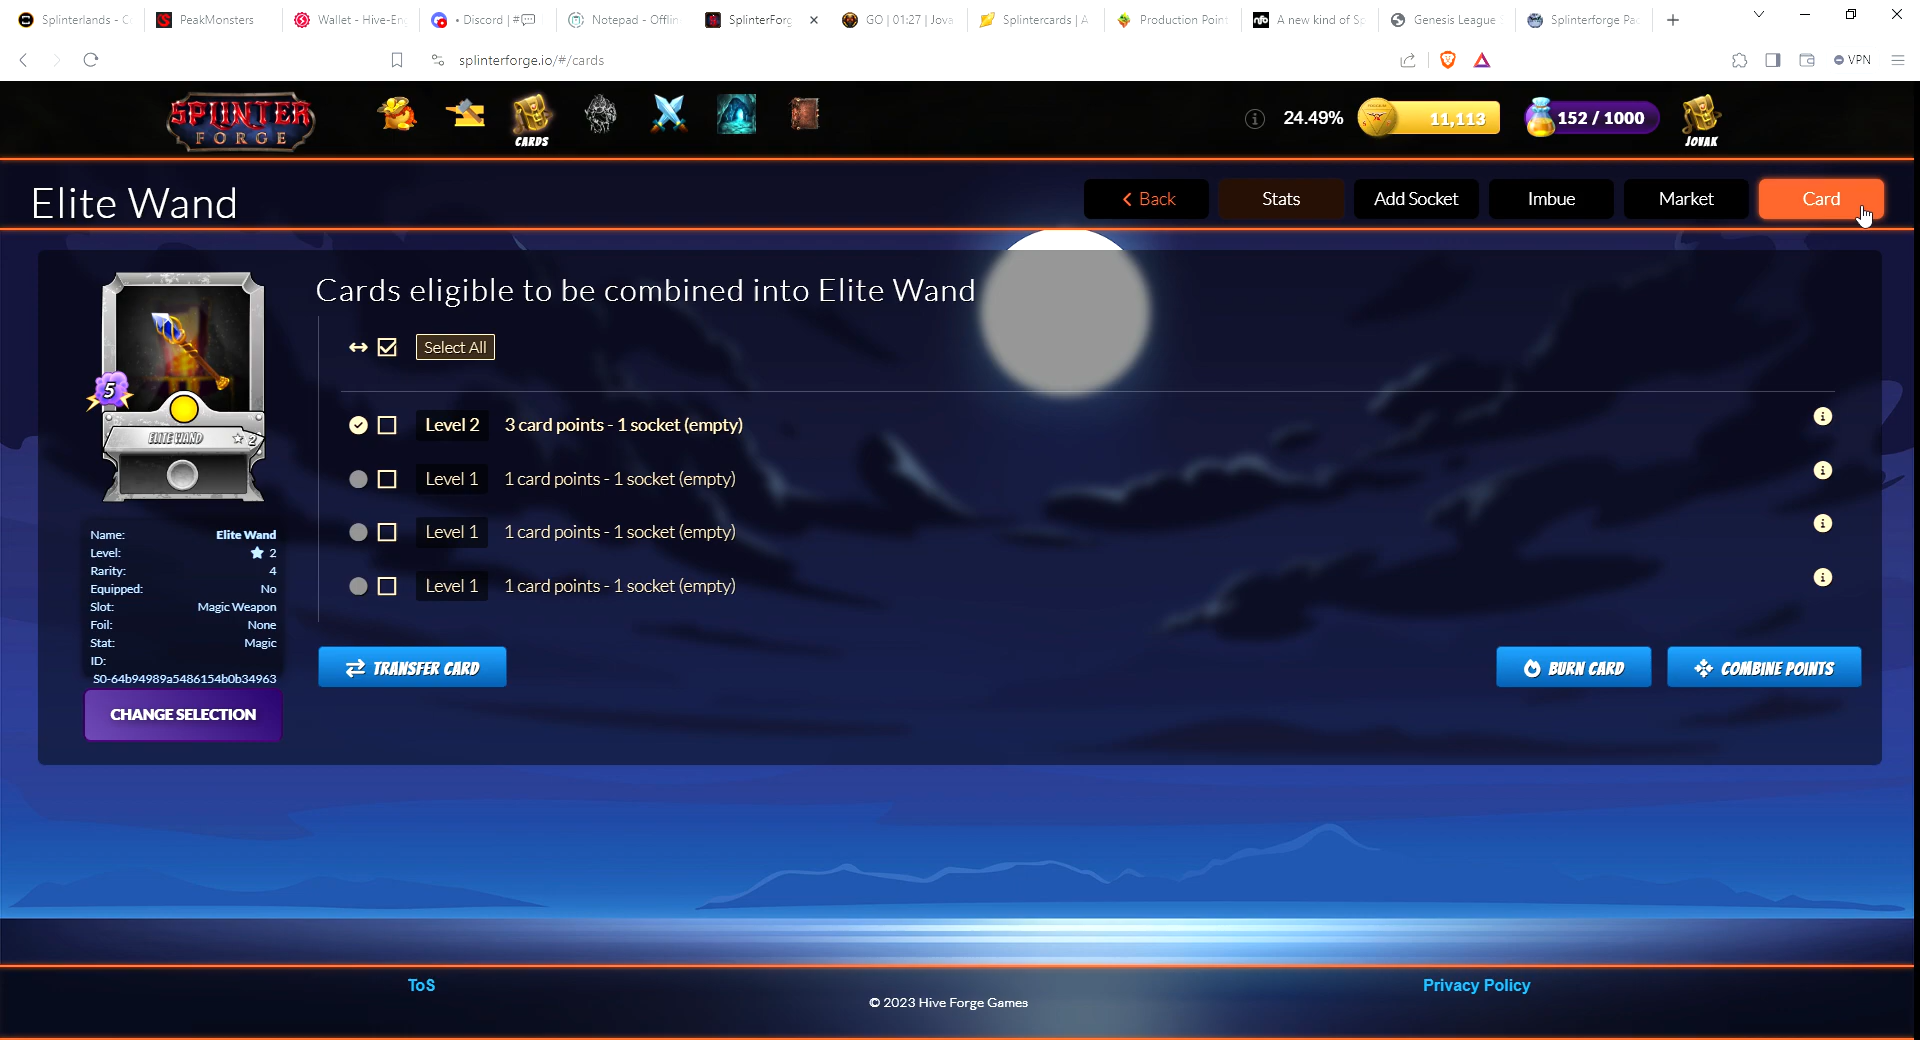 Splinterlands - Co
PeakMonsters
Wallet - Hive-Eng
• Discord | #
Notepad - Offlin
SplinterForg
GO | 01:27 | Jova
Splintercards | A
Production Point
A new kind of Sp
Genesis League S
Splinterforge Pa
splinterforge.io/#/cards
VPN
SPLINTER
FORGE
CARDS
24.49%
11,113
152 / 1000
JOVAK
Elite Wand
Back
Stats
Add Socket
Imbue
Market
Card
Cards eligible to be combined into Elite Wand
Select All
5
ELITE WAND 2
Level 2 3 card points - 1 socket (empty)
Level 1 1 card points - 1 socket (empty)
Level 1 1 card points - 1 socket (empty)
Level 1 1 card points - 1 socket (empty)
Name: Elite Wand
Level: 2
Rarity: 4
Equipped: No
Slot: Magic Weapon
Foil: None
Stat: Magic
ID:
S0-64b94989a5486154b0b34963
CHANGE SELECTION
TRANSFER CARD
BURN CARD
COMBINE POINTS
ToS
© 2023 Hive Forge Games
Privacy Policy